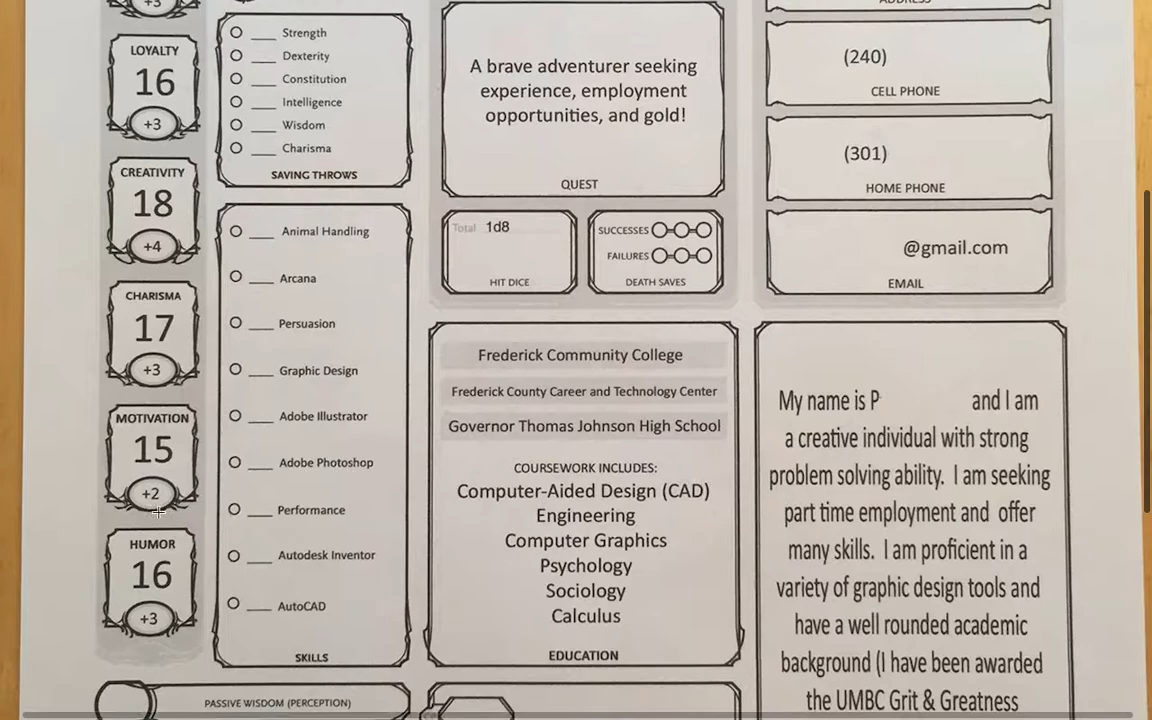 +3
LOYALTY
16
+3
CREATIVITY
18
+4
CHARISMA
17
+3
MOTIVATION
15
+2
HUMOR
16
+3
Strength
Dexterity
Constitution
Intelligence
Wisdom
Charisma
SAVING THROWS
Animal Handling
Arcana
Persuasion
Graphic Design
Adobe Illustrator
Adobe Photoshop
Performance
Autodesk Inventor
AutoCAD
SKILLS
PASSIVE WISDOM (PERCEPTION)
A brave adventurer seeking
experience, employment
opportunities, and gold!
QUEST
Total 1d8
HIT DICE
SUCCESSES
FAILURES
DEATH SAVES
Frederick Community College
Frederick County Career and Technology Center
Governor Thomas Johnson High School
COURSEWORK INCLUDES:
Computer-Aided Design (CAD)
Engineering
Computer Graphics
Psychology
Sociology
Calculus
EDUCATION
ADDRESS
(240)
CELL PHONE
(301)
HOME PHONE
@gmail.com
EMAIL
My name is P and I am
a creative individual with strong
problem solving ability. I am seeking
part time employment and offer
many skills. I am proficient in a
variety of graphic design tools and
have a well rounded academic
background (I have been awarded
the UMBC Grit & Greatness